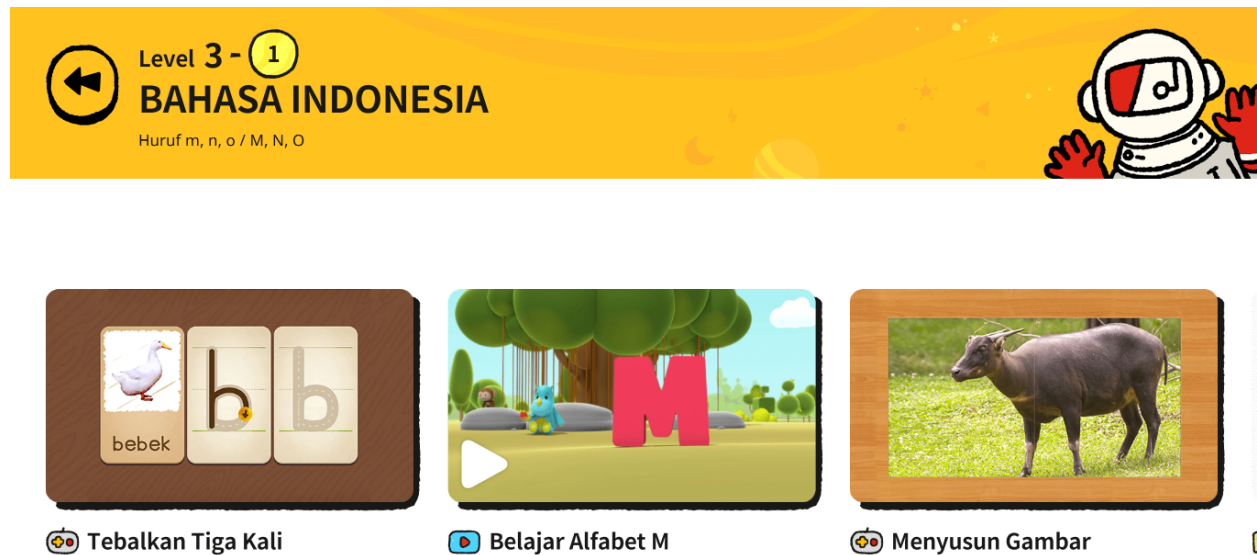 Level 3 - 1
BAHASA INDONESIA
Huruf m, n, o / M, N, O
b b
bebek
M
Tebalkan Tiga Kali
Belajar Alfabet M
Menyusun Gambar